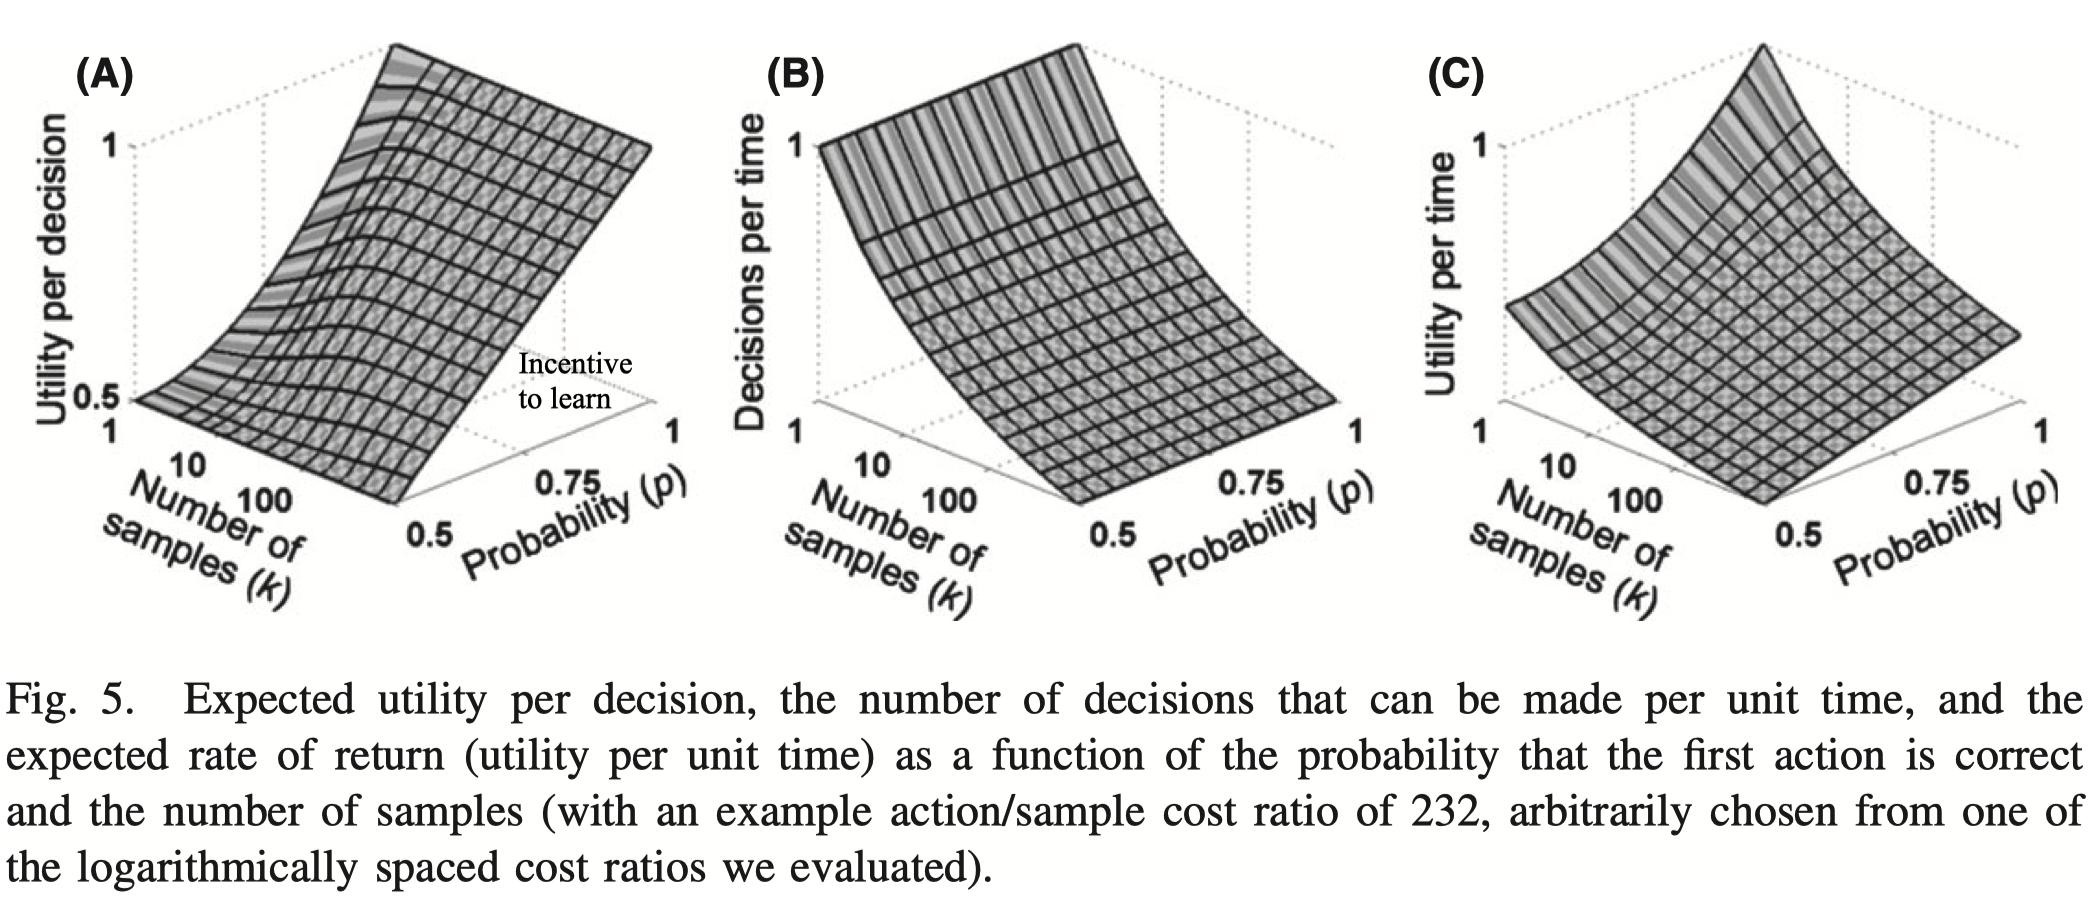 (A)
Utility per decision
1
0.5
1
10
100
Number of
samples (k)
Incentive
to learn
0.5
0.75
1
Probability (p)
(B)
Decisions per time
1
1
10
100
Number of
samples (k)
0.5
0.75
1
Probability (p)
(C)
Utility per time
1
1
10
100
Number of
samples (k)
0.5
0.75
1
Probability (p)
Fig. 5. Expected utility per decision, the number of decisions that can be made per unit time, and the
expected rate of return (utility per unit time) as a function of the probability that the first action is correct
and the number of samples (with an example action/sample cost ratio of 232, arbitrarily chosen from one of
the logarithmically spaced cost ratios we evaluated).